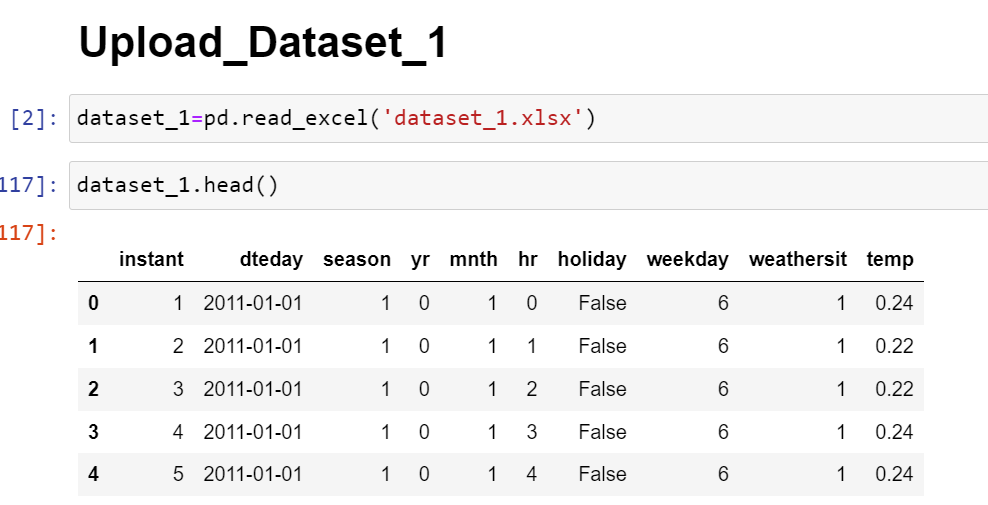 Upload_Dataset_1
[2]: dataset_1=pd.read_excel('dataset_1.xlsx')
117]: dataset_1.head()
117]:
instant dteday season yr mnth hr holiday weekday weathersit temp
0 1 2011-01-01 1 0 1 0 False 6 1 0.24
1 2 2011-01-01 1 0 1 1 False 6 1 0.22
2 3 2011-01-01 1 0 1 2 False 6 1 0.22
3 4 2011-01-01 1 0 1 3 False 6 1 0.24
4 5 2011-01-01 1 0 1 4 False 6 1 0.24